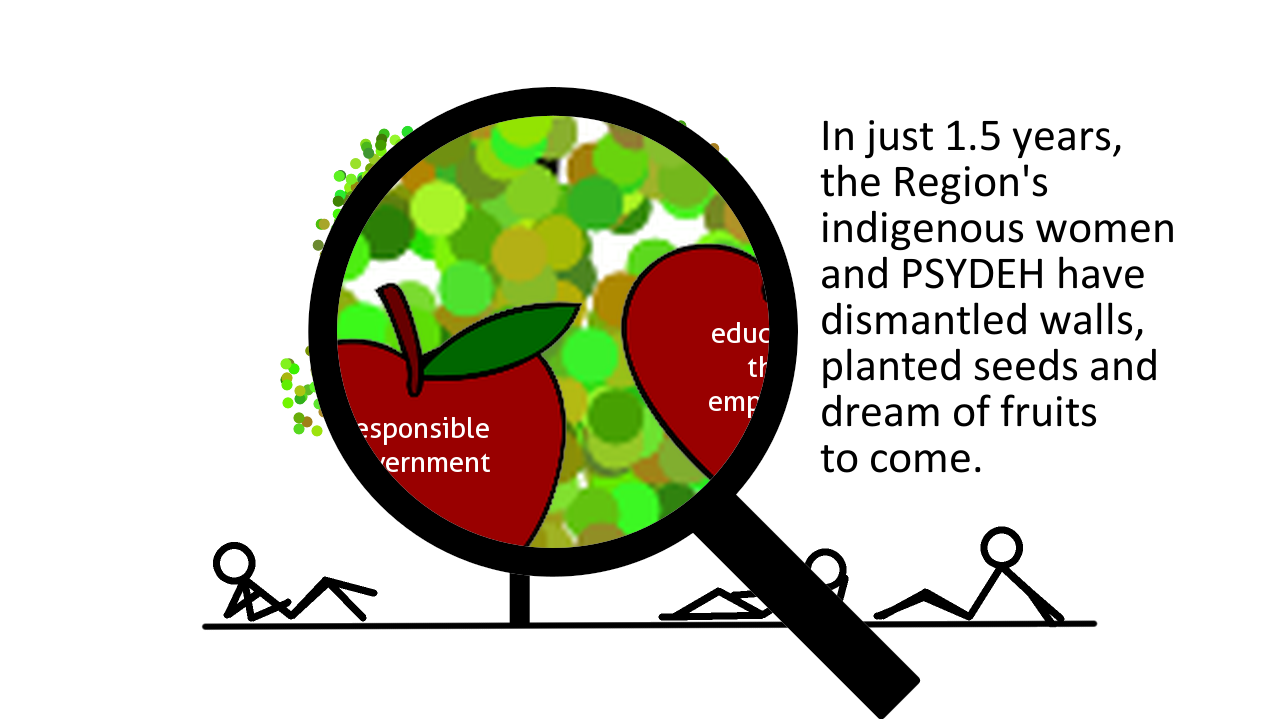 In just 1.5 years,
the Region's
indigenous women
and PSYDEH have
dismantled walls,
planted seeds and
dream of fruits
to come.
esponsible
vernment
educ
th
emp